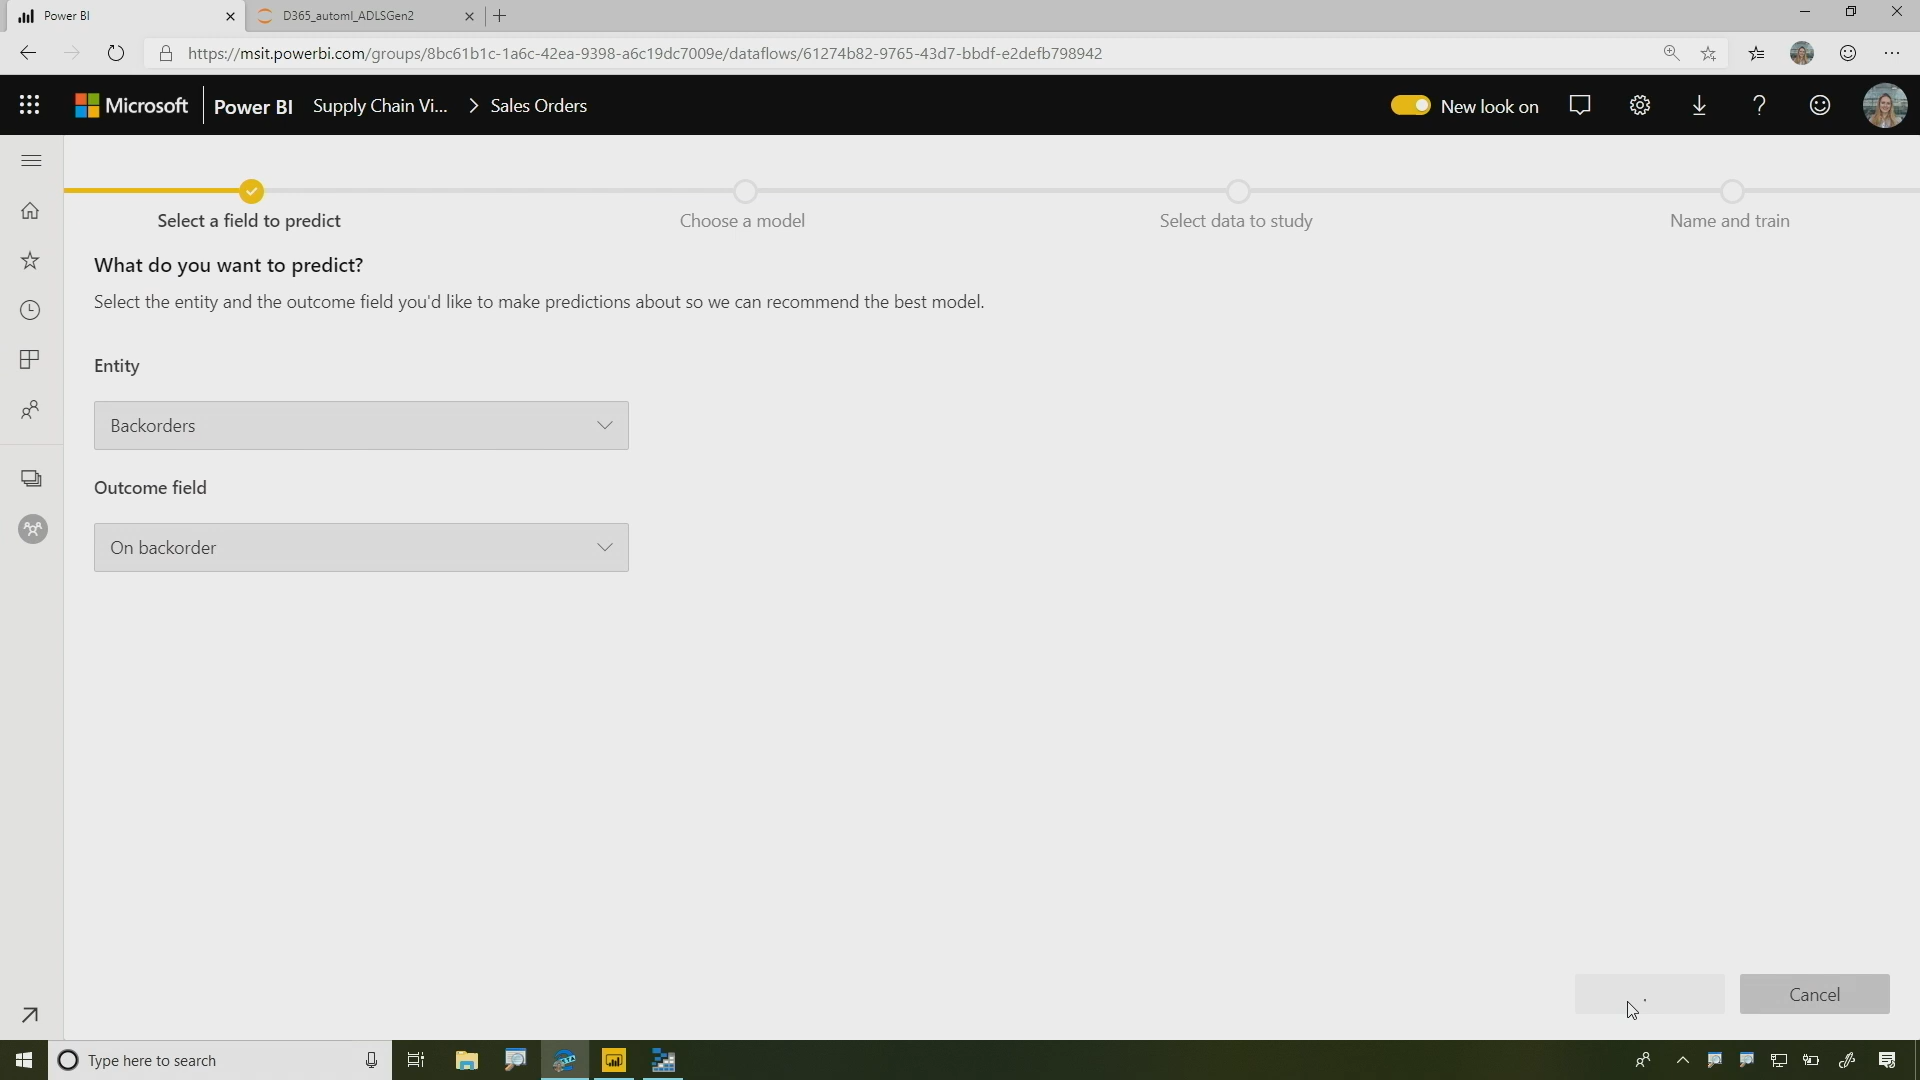 Power BI
D365_automl_ADLSGen2
https://msit.powerbi.com/groups/8bc61b1c-1a6c-42ea-9398-a6c19dc7009e/dataflows/61274b82-9765-43d7-bbdf-e2defb798942
Microsoft Power BI Supply Chain Vi... > Sales Orders
New look on
Select a field to predict
Choose a model
Select data to study
Name and train
What do you want to predict?
Select the entity and the outcome field you'd like to make predictions about so we can recommend the best model.
Entity
Backorders
Outcome field
On backorder
Cancel
Type here to search